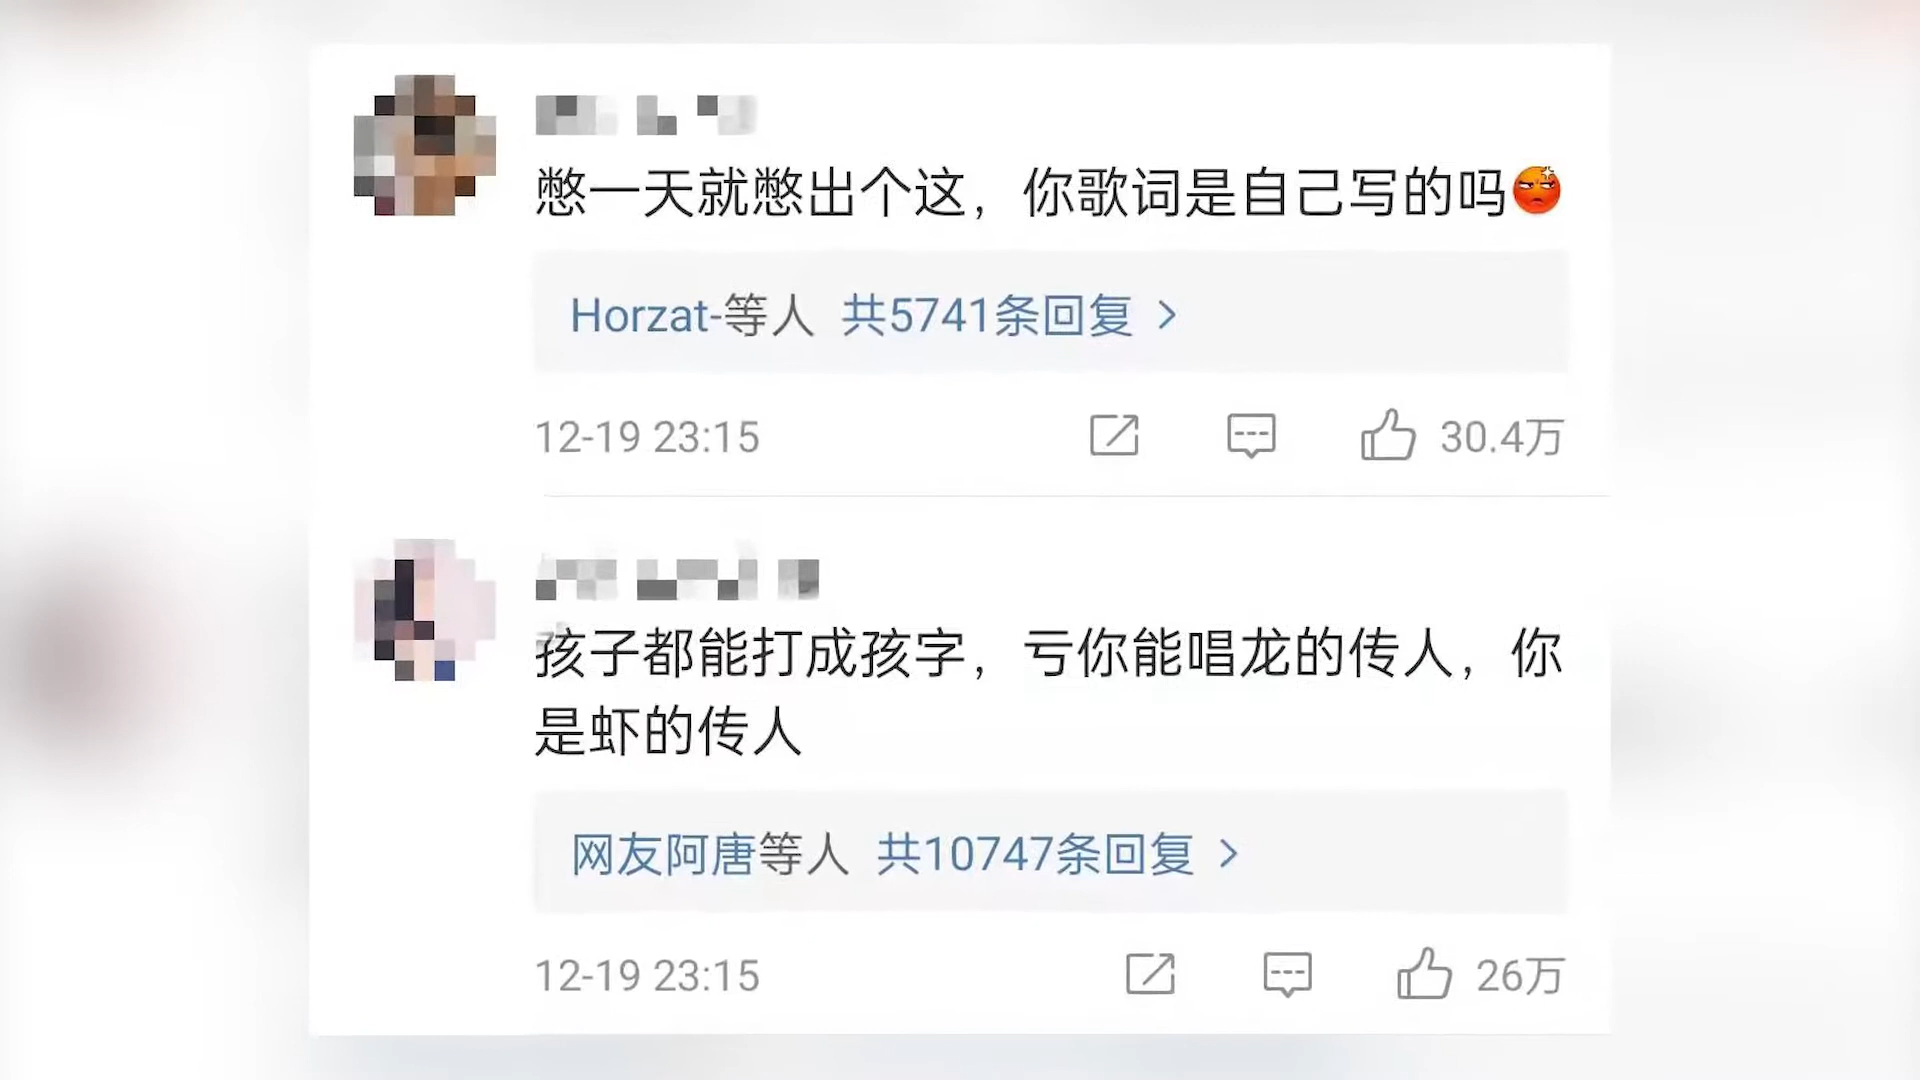 憋一天就憋出个这，你歌词是自己写的吗
Horzat-等人 共5741条回复 >
12-19 23:15 30.4万
孩子都能打成孩字，亏你能唱龙的传人，你
是虾的传人
网友阿唐等人 共10747条回复 >
12-19 23:15 26万